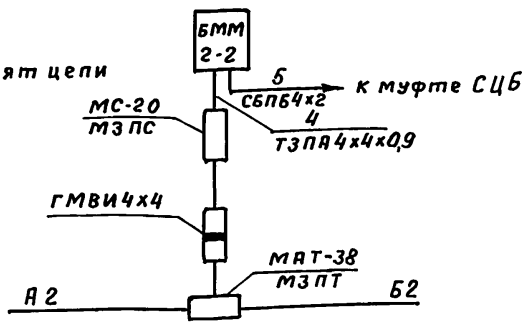 БММ
2-2
ят цепи
5
СБПБ4х2
к муфте СЦБ
МС-20
МЗПС
4
ТЗПА4х4х0,9
ГМВИ4х4
МАТ-38
МЗПТ
А2
Б2